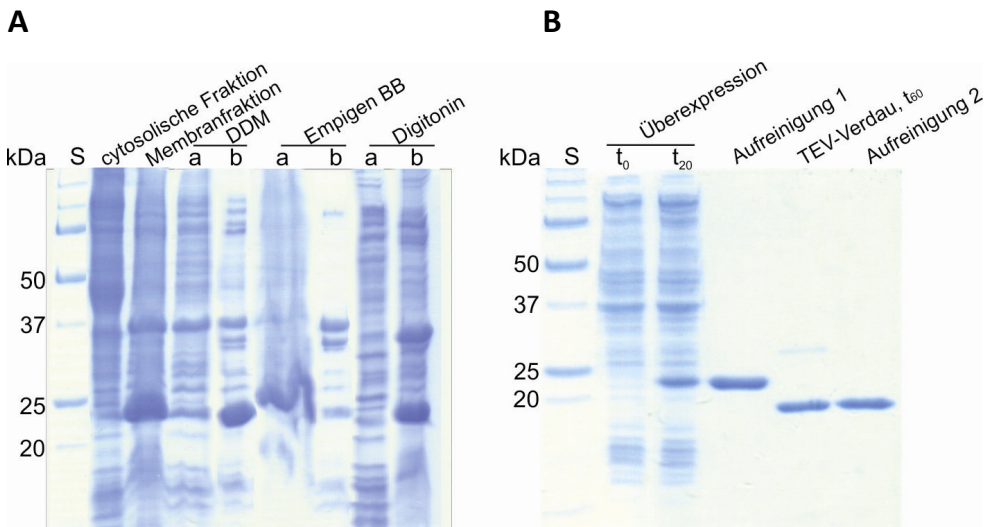 A
cytosolische Fraktion
Membranfraktion
DDM
Empigen BB
Digitonin
kDa S a b a b a b
50
37
25
20
B
Überexpression
Aufreinigung 1
TEV-Verdau, t₆₀
Aufreinigung 2
kDa S t₀ t₂₀
50
37
25
20